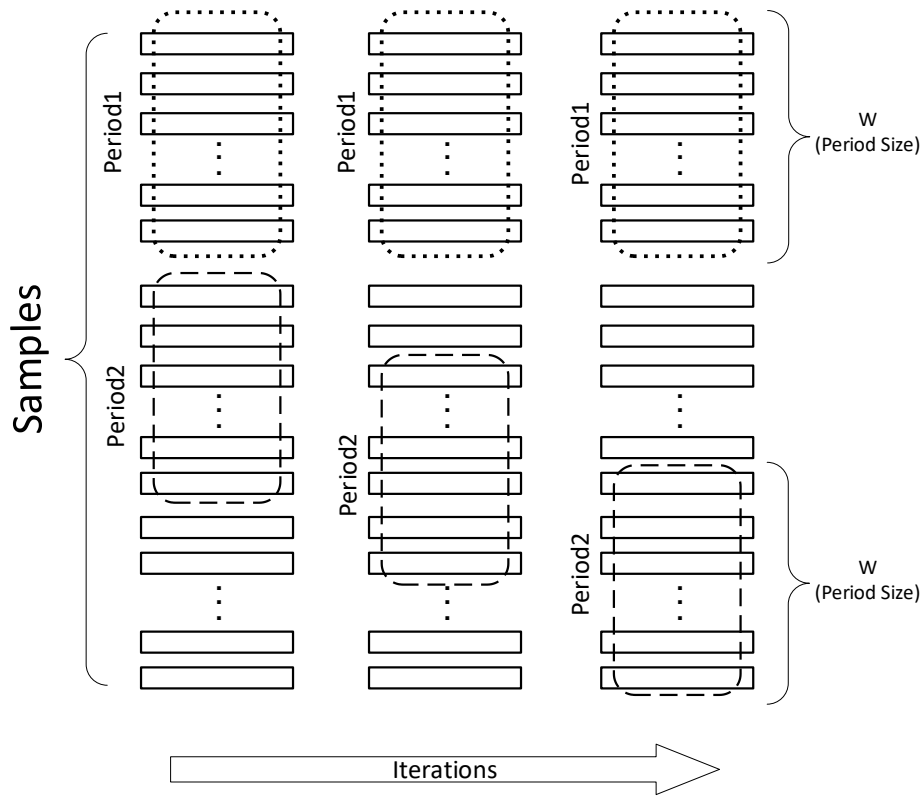 Samples
Period1
Period2
Period1
Period2
Period1
Period2
W
(Period Size)
W
(Period Size)
Iterations